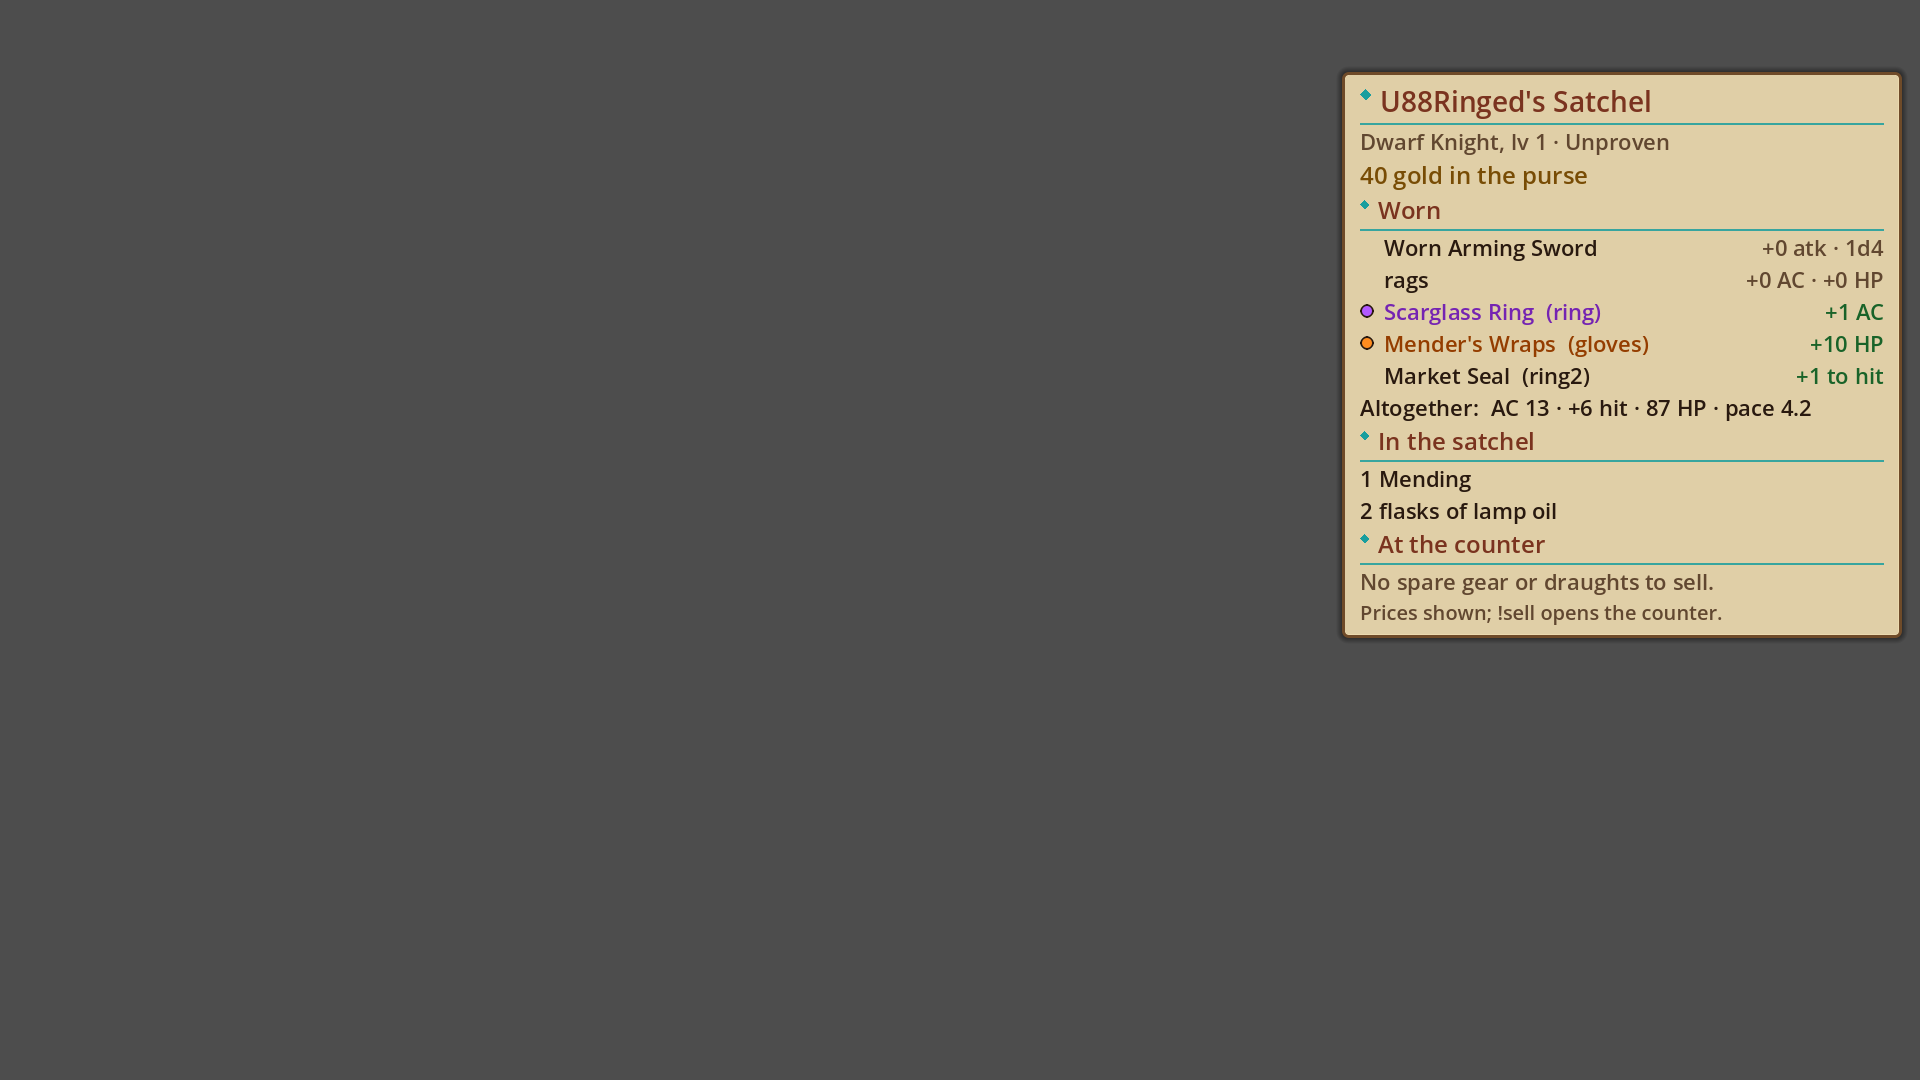 U88Ringed's Satchel
Dwarf Knight, lv 1 · Unproven
40 gold in the purse
Worn
Worn Arming Sword +0 atk · 1d4
rags +0 AC · +0 HP
Scarglass Ring (ring) +1 AC
Mender's Wraps (gloves) +10 HP
Market Seal (ring2) +1 to hit
Altogether: AC 13 · +6 hit · 87 HP · pace 4.2
In the satchel
1 Mending
2 flasks of lamp oil
At the counter
No spare gear or draughts to sell.
Prices shown; !sell opens the counter.